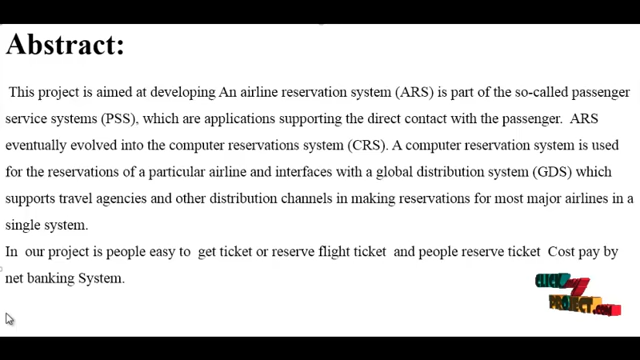 Abstract:
This project is aimed at developing An airline reservation system (ARS) is part of the so-called passenger
service systems (PSS), which are applications supporting the direct contact with the passenger. ARS
eventually evolved into the computer reservations system (CRS). A computer reservation system is used
for the reservations of a particular airline and interfaces with a global distribution system (GDS) which
supports travel agencies and other distribution channels in making reservations for most major airlines in a
single system.
In our project is people easy to get ticket or reserve flight ticket and people reserve ticket Cost pay by
net banking System.
CLICK
MY
PROJECT.COM